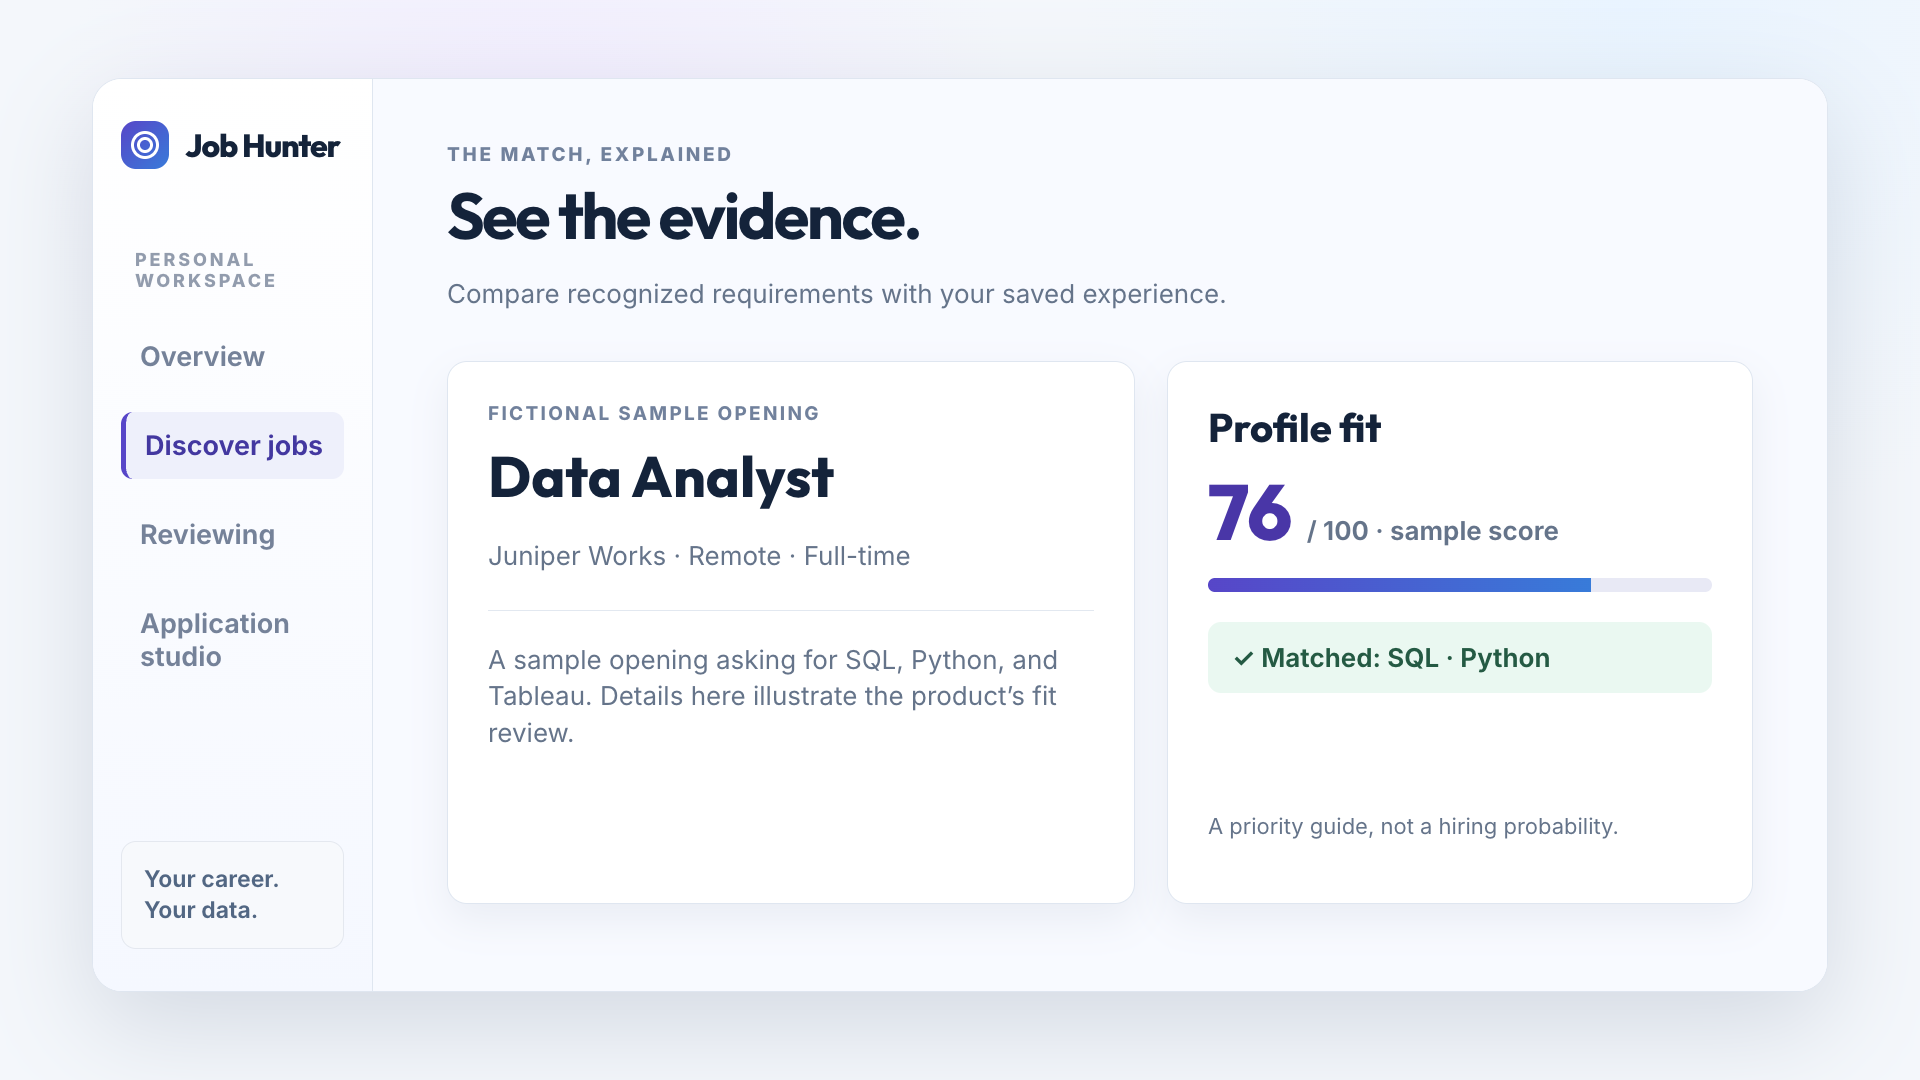 Job Hunter
PERSONAL
WORKSPACE
Overview
Discover jobs
Reviewing
Application
studio
Your career.
Your data.
THE MATCH, EXPLAINED
See the evidence.
Compare recognized requirements with your saved experience.
FICTIONAL SAMPLE OPENING
Data Analyst
Juniper Works · Remote · Full-time
A sample opening asking for SQL, Python, and
Tableau. Details here illustrate the product’s fit
review.
Profile fit
76 / 100 · sample score
✓ Matched: SQL · Python
A priority guide, not a hiring probability.